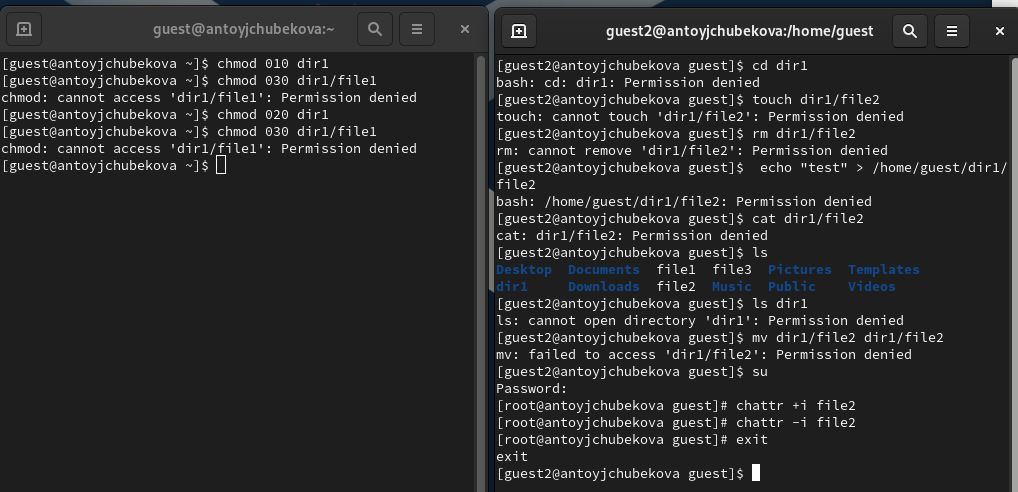 guest@antoyjchubekova:~
[guest@antoyjchubekova ~]$ chmod 010 dir1
[guest@antoyjchubekova ~]$ chmod 030 dir1/file1
chmod: cannot access 'dir1/file1': Permission denied
[guest@antoyjchubekova ~]$ chmod 020 dir1
[guest@antoyjchubekova ~]$ chmod 030 dir1/file1
chmod: cannot access 'dir1/file1': Permission denied
[guest@antoyjchubekova ~]$
guest2@antoyjchubekova:/home/guest
[guest2@antoyjchubekova guest]$ cd dir1
bash: cd: dir1: Permission denied
[guest2@antoyjchubekova guest]$ touch dir1/file2
touch: cannot touch 'dir1/file2': Permission denied
[guest2@antoyjchubekova guest]$ rm dir1/file2
rm: cannot remove 'dir1/file2': Permission denied
[guest2@antoyjchubekova guest]$  echo "test" > /home/guest/dir1/
file2
bash: /home/guest/dir1/file2: Permission denied
[guest2@antoyjchubekova guest]$ cat dir1/file2
cat: dir1/file2: Permission denied
[guest2@antoyjchubekova guest]$ ls
Desktop  Documents  file1  file3  Pictures  Templates
dir1     Downloads  file2  Music  Public    Videos
[guest2@antoyjchubekova guest]$ ls dir1
ls: cannot open directory 'dir1': Permission denied
[guest2@antoyjchubekova guest]$ mv dir1/file2 dir1/file2
mv: failed to access 'dir1/file2': Permission denied
[guest2@antoyjchubekova guest]$ su
Password:
[root@antoyjchubekova guest]# chattr +i file2
[root@antoyjchubekova guest]# chattr -i file2
[root@antoyjchubekova guest]# exit
exit
[guest2@antoyjchubekova guest]$